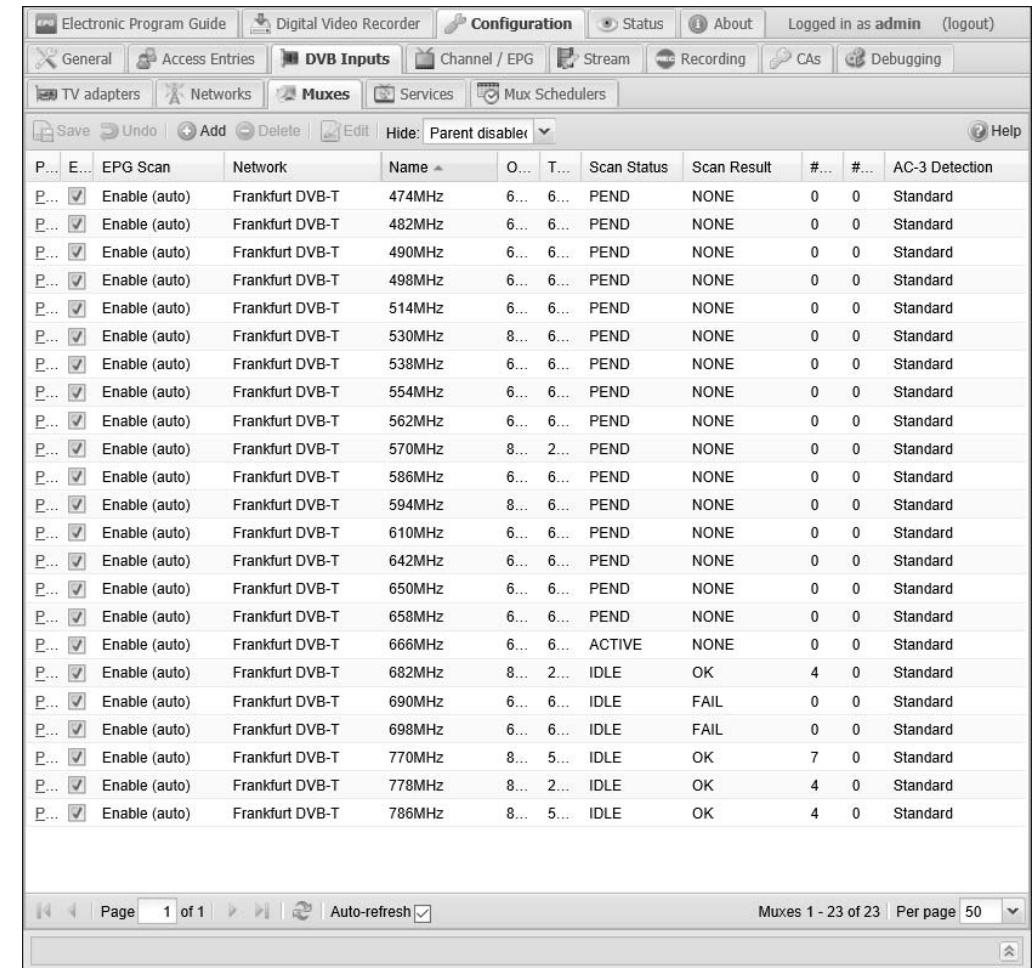 Electronic Program Guide Digital Video Recorder Configuration Status About Logged in as admin (logout)
General Access Entries DVB Inputs Channel / EPG Stream Recording CAs Debugging
TV adapters Networks Muxes Services Mux Schedulers
Save Undo Add Delete Edit Hide: Parent disabled Help
P... E... EPG Scan Network Name O... T... Scan Status Scan Result #... #... AC-3 Detection
P... Enable (auto) Frankfurt DVB-T 474MHz 6... 6... PEND NONE 0 0 Standard
P... Enable (auto) Frankfurt DVB-T 482MHz 6... 6... PEND NONE 0 0 Standard
P... Enable (auto) Frankfurt DVB-T 490MHz 6... 6... PEND NONE 0 0 Standard
P... Enable (auto) Frankfurt DVB-T 498MHz 6... 6... PEND NONE 0 0 Standard
P... Enable (auto) Frankfurt DVB-T 514MHz 6... 6... PEND NONE 0 0 Standard
P... Enable (auto) Frankfurt DVB-T 530MHz 8... 6... PEND NONE 0 0 Standard
P... Enable (auto) Frankfurt DVB-T 538MHz 6... 6... PEND NONE 0 0 Standard
P... Enable (auto) Frankfurt DVB-T 554MHz 6... 6... PEND NONE 0 0 Standard
P... Enable (auto) Frankfurt DVB-T 562MHz 6... 6... PEND NONE 0 0 Standard
P... Enable (auto) Frankfurt DVB-T 570MHz 8... 2... PEND NONE 0 0 Standard
P... Enable (auto) Frankfurt DVB-T 586MHz 6... 6... PEND NONE 0 0 Standard
P... Enable (auto) Frankfurt DVB-T 594MHz 8... 6... PEND NONE 0 0 Standard
P... Enable (auto) Frankfurt DVB-T 610MHz 6... 6... PEND NONE 0 0 Standard
P... Enable (auto) Frankfurt DVB-T 642MHz 6... 6... PEND NONE 0 0 Standard
P... Enable (auto) Frankfurt DVB-T 650MHz 6... 6... PEND NONE 0 0 Standard
P... Enable (auto) Frankfurt DVB-T 658MHz 6... 6... PEND NONE 0 0 Standard
P... Enable (auto) Frankfurt DVB-T 666MHz 6... 6... ACTIVE NONE 0 0 Standard
P... Enable (auto) Frankfurt DVB-T 682MHz 8... 2... IDLE OK 4 0 Standard
P... Enable (auto) Frankfurt DVB-T 690MHz 6... 6... IDLE FAIL 0 0 Standard
P... Enable (auto) Frankfurt DVB-T 698MHz 6... 6... IDLE FAIL 0 0 Standard
P... Enable (auto) Frankfurt DVB-T 770MHz 8... 5... IDLE OK 7 0 Standard
P... Enable (auto) Frankfurt DVB-T 778MHz 8... 2... IDLE OK 4 0 Standard
P... Enable (auto) Frankfurt DVB-T 786MHz 8... 5... IDLE OK 4 0 Standard
Page 1 of 1 Auto-refresh Muxes 1 - 23 of 23 Per page 50